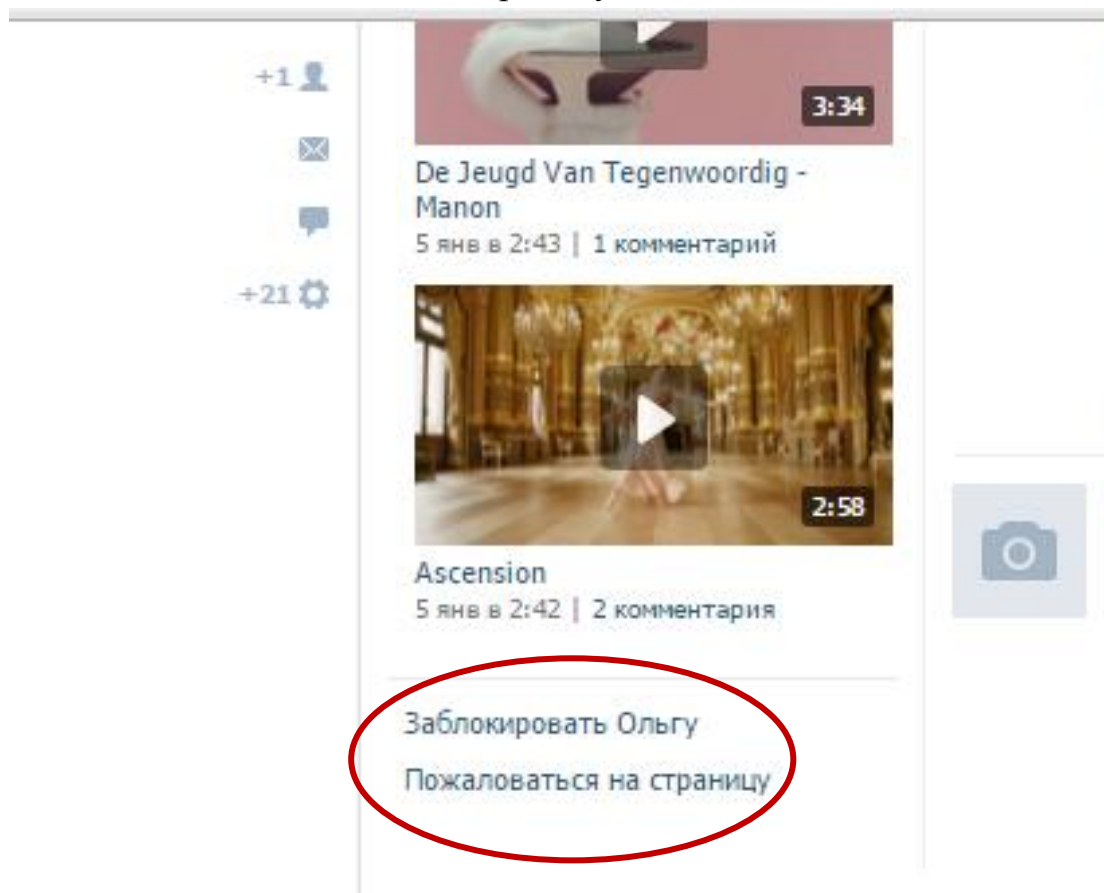 +1
3:34
De Jeugd Van Tegenwoordig -
Manon
5 янв в 2:43 | 1 комментарий
+21
2:58
Ascension
5 янв в 2:42 | 2 комментария
Заблокировать Ольгу
Пожаловаться на страницу